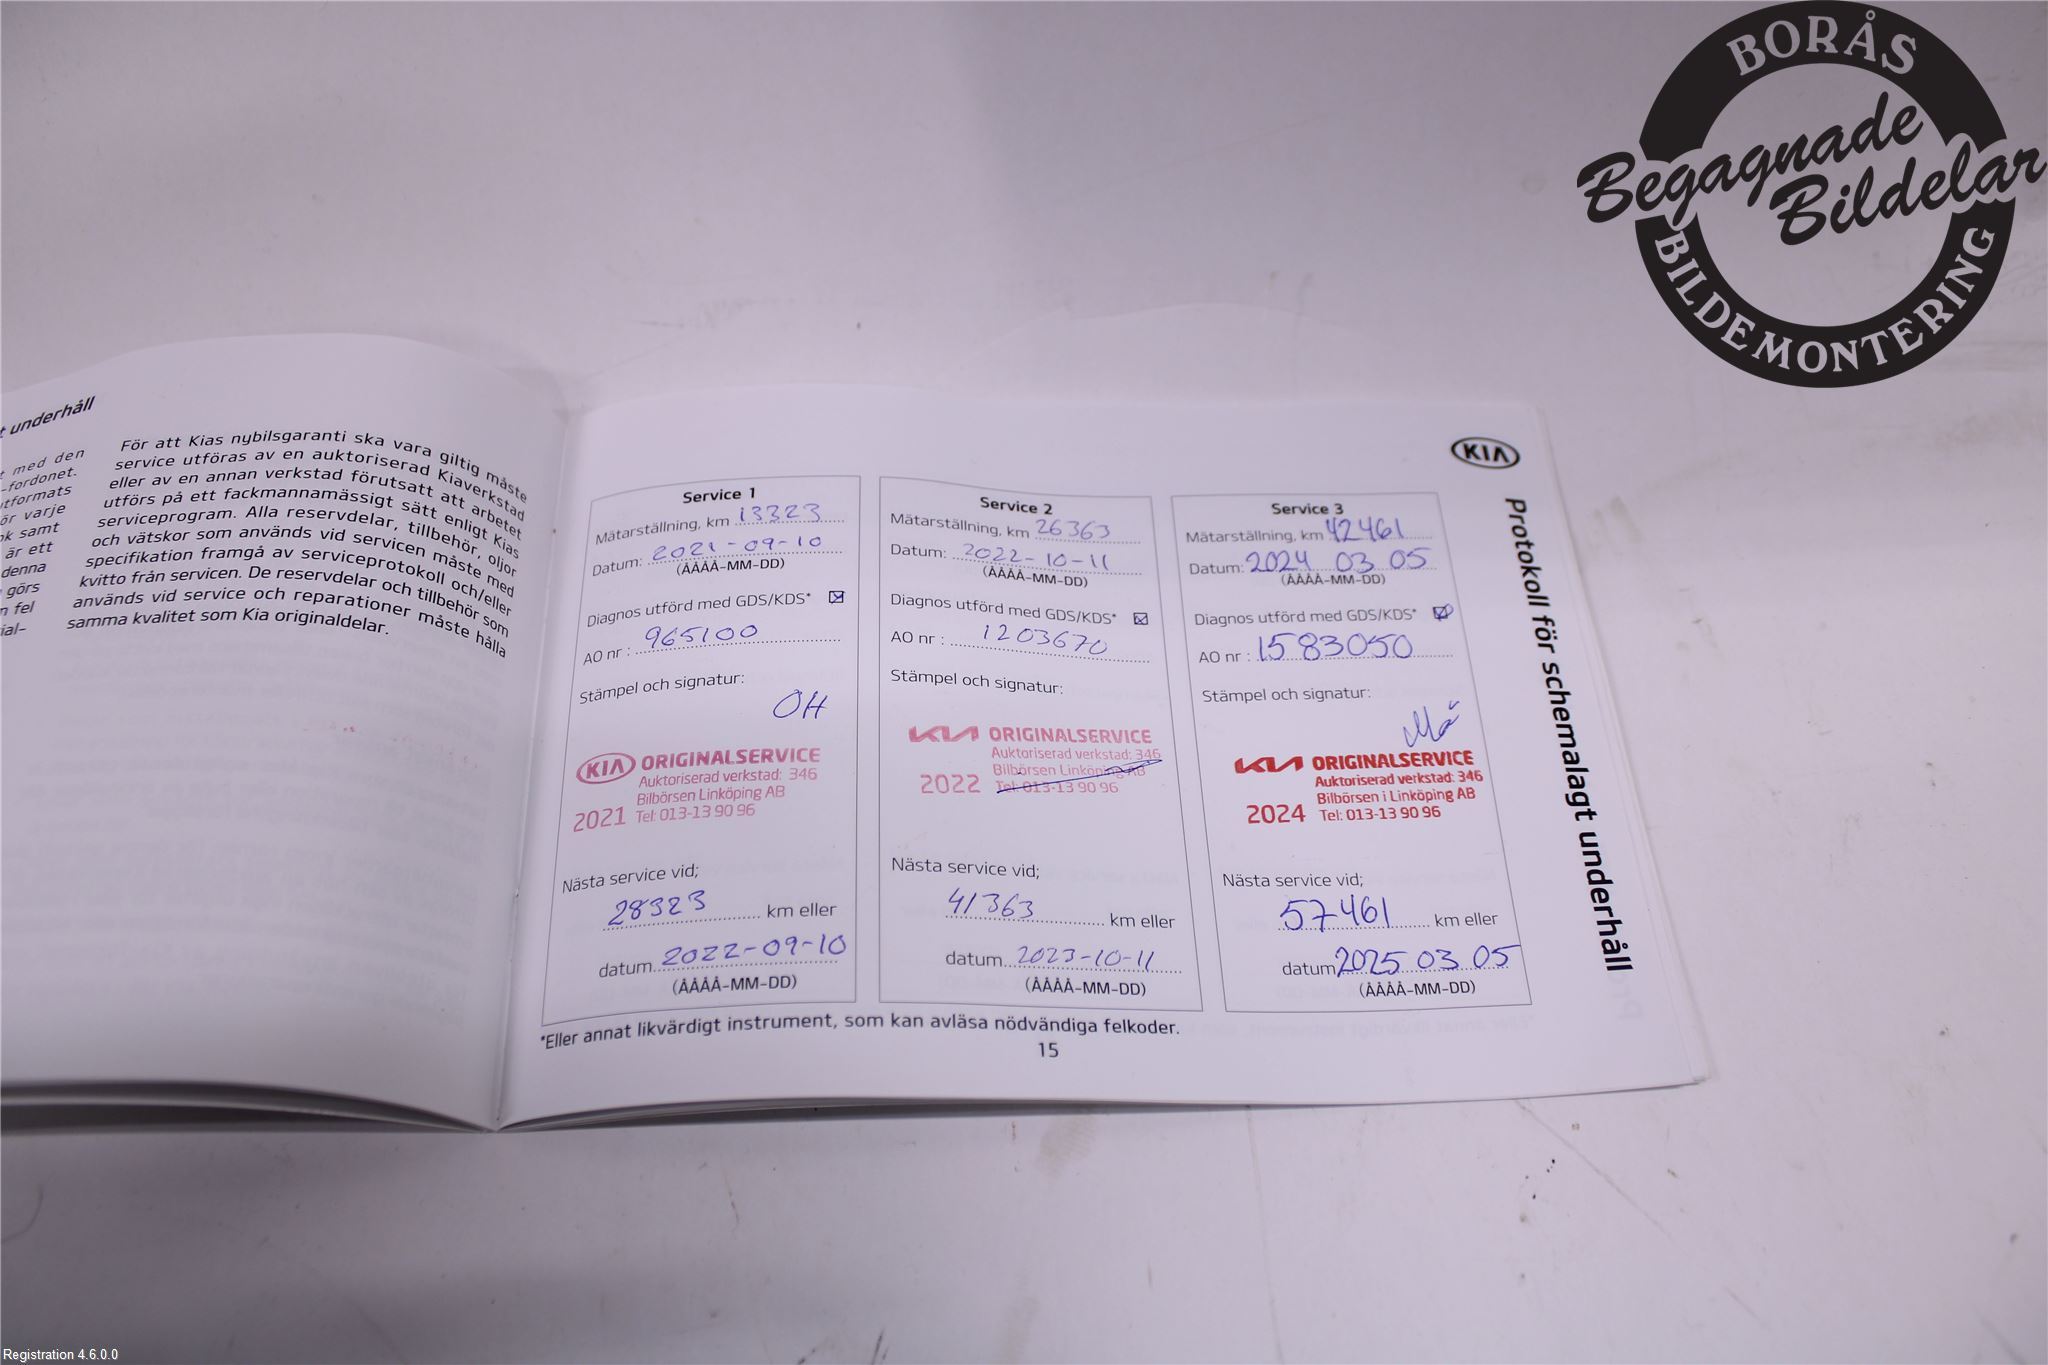 BORÅS
Begagnade
Bildelar
BILDEMONTERING
t underhåll
t med den
-fordonet.
utformats
ör varje
ok samt
är ett
denna
görs
n fel
ial-
För att Kias nybilsgaranti ska vara giltig måste
service utföras av en auktoriserad Kiaverkstad
eller av en annan verkstad förutsatt att arbetet
utförs på ett fackmannamässigt sätt enligt Kias
serviceprogram. Alla reservdelar, tillbehör, oljor
och vätskor som används vid servicen måste med
specifikation framgå av serviceprotokoll och/eller
kvitto från servicen. De reservdelar och tillbehör som
används vid service och reparationer måste hålla
samma kvalitet som Kia originaldelar.
KIA
Protokoll för schemalagt underhåll
Service 1
Mätarställning, km 13323
Datum: 2021-09-10
(ÅÅÅÅ-MM-DD)
Diagnos utförd med GDS/KDS* ☒
AO nr : 965100
Stämpel och signatur:
OH
KIA ORIGINALSERVICE
Auktoriserad verkstad: 346
Bilbörsen Linköping AB
2021 Tel: 013-13 90 96
Nästa service vid;
28323 km eller
datum 2022-09-10
(ÅÅÅÅ-MM-DD)
Service 2
Mätarställning, km 26363
Datum: 2022-10-11
(ÅÅÅÅ-MM-DD)
Diagnos utförd med GDS/KDS* ☒
AO nr : 1203670
Stämpel och signatur:
KIA ORIGINALSERVICE
Auktoriserad verkstad: 346
Bilbörsen Linköping AB
2022 Tel: 013-13 90 96
Nästa service vid;
41363 km eller
datum 2023-10-11
(ÅÅÅÅ-MM-DD)
Service 3
Mätarställning, km 42461
Datum: 2024 03 05
(ÅÅÅÅ-MM-DD)
Diagnos utförd med GDS/KDS* ☑
AO nr : 1583050
Stämpel och signatur:
KIA ORIGINALSERVICE
Auktoriserad verkstad: 346
Bilbörsen i Linköping AB
2024 Tel: 013-13 90 96
Nästa service vid;
57461 km eller
datum 2025 03 05
(ÅÅÅÅ-MM-DD)
*Eller annat likvärdigt instrument, som kan avläsa nödvändiga felkoder.
15
Registration 4.6.0.0